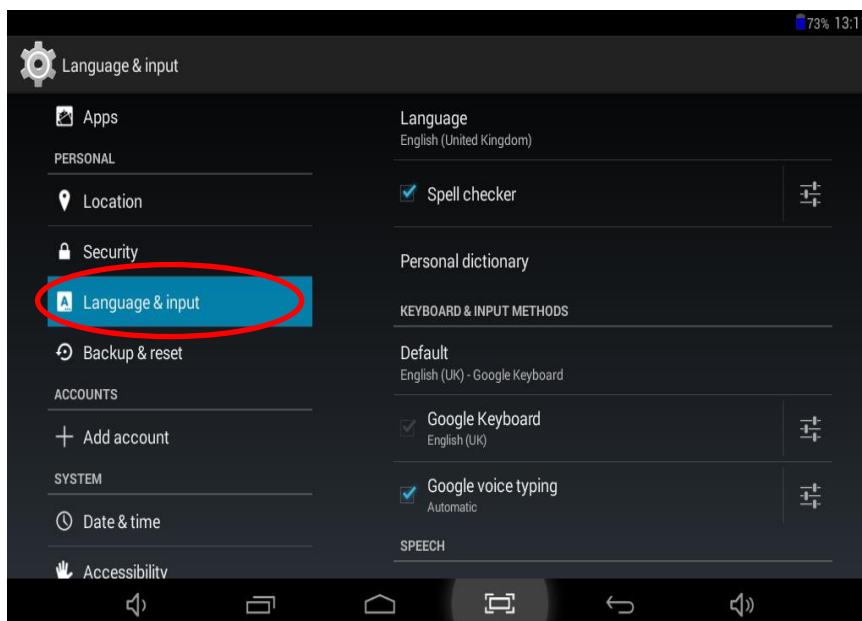 73% 13:1
Language & input
Apps
PERSONAL
Location
Security
Language & input
Backup & reset
ACCOUNTS
Add account
SYSTEM
Date & time
Accessibility
Language
English (United Kingdom)
Spell checker
Personal dictionary
KEYBOARD & INPUT METHODS
Default
English (UK) - Google Keyboard
Google Keyboard
English (UK)
Google voice typing
Automatic
SPEECH